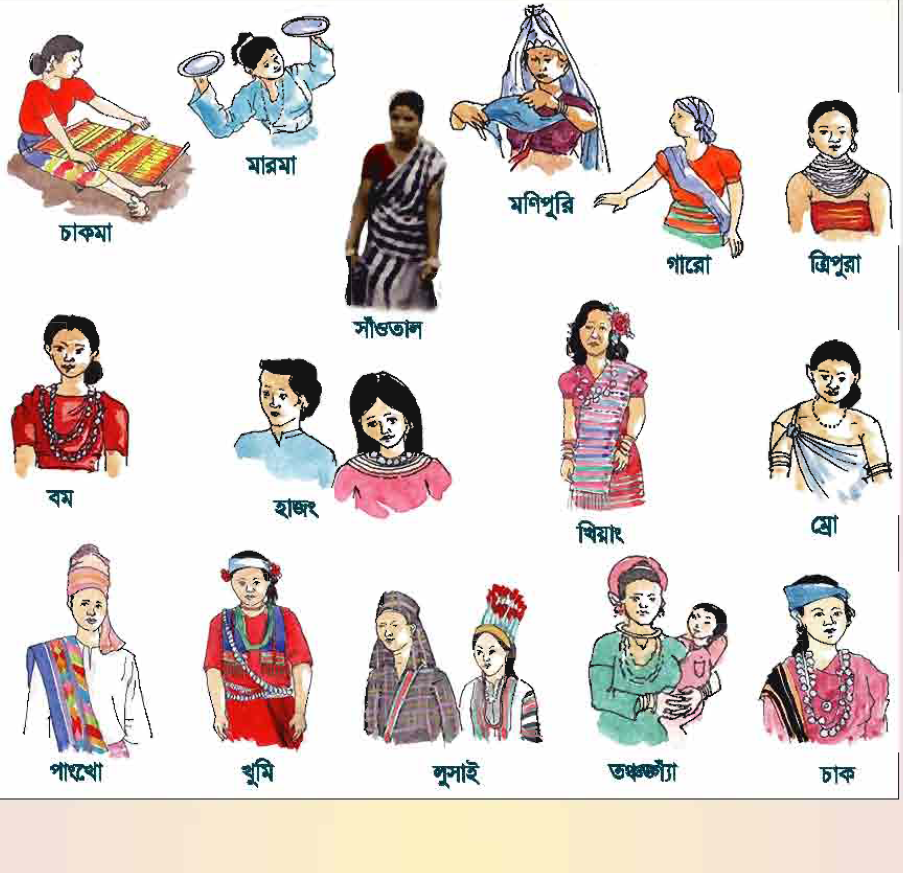 চাকমা
মারমা
সাঁওতাল
মণিপুরি
গারো
ত্রিপুরা
বম
হাজং
খিয়াং
ম্রো
পাংখো
খুমি
লুসাই
তঞ্চঙ্গ্যাঁ
চাক